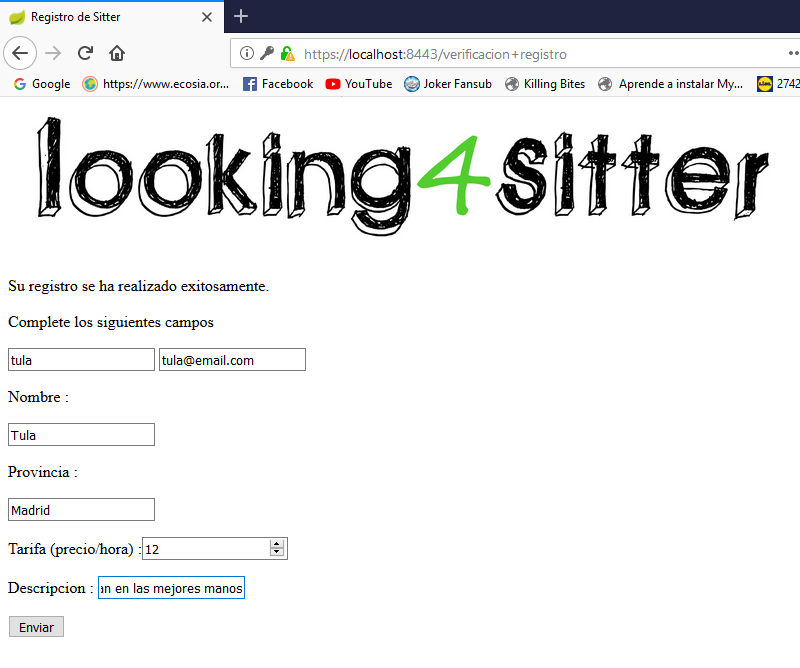 Registro de Sitter
https://localhost:8443/verificacion+registro
Google https://www.ecosia.or... Facebook YouTube Joker Fansub Killing Bites Aprende a instalar My... 2742
looking4sitter
Su registro se ha realizado exitosamente.
Complete los siguientes campos
tula tula@email.com
Nombre :
Tula
Provincia :
Madrid
Tarifa (precio/hora) : 12
Descripcion : en las mejores manos
Enviar